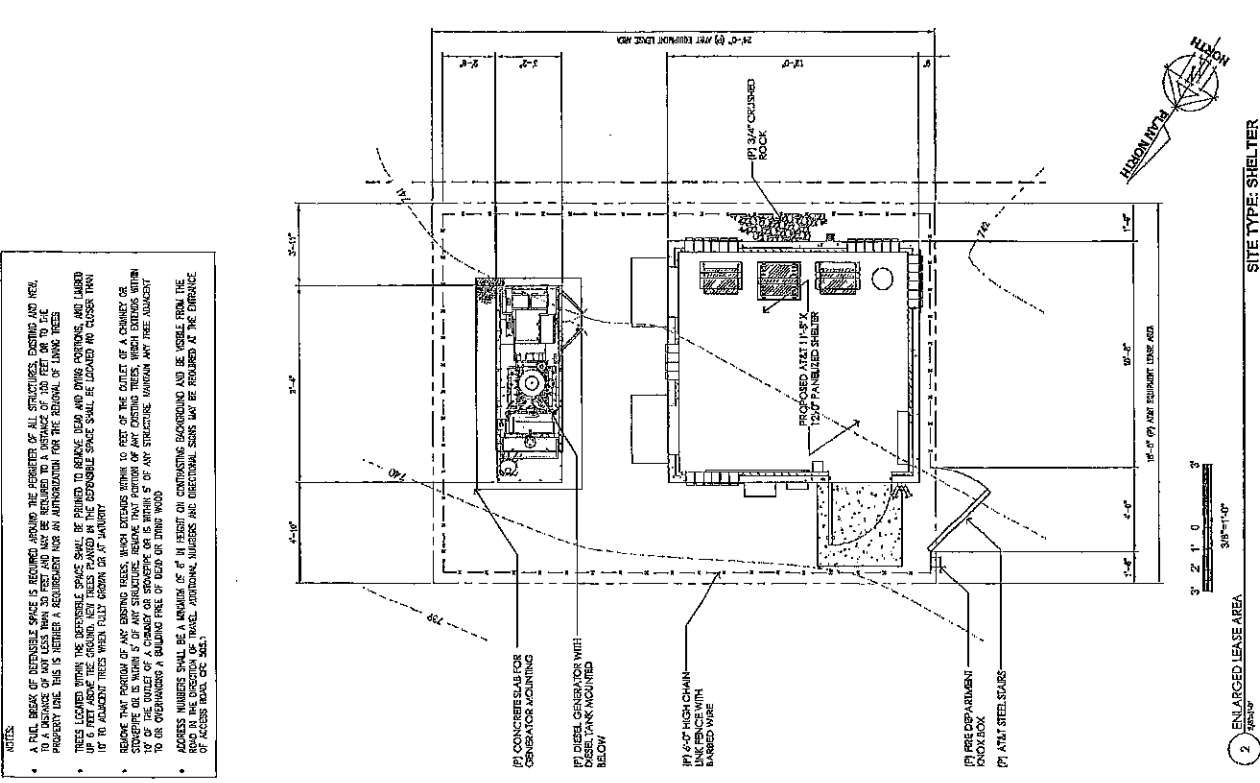 NOTES:
• A FUEL BREAK OF DEFENSIBLE SPACE IS REQUIRED AROUND THE PERIMETER OF ALL STRUCTURES, EXISTING AND NEW,
TO A DISTANCE OF NOT LESS THAN 30 FEET AND MAY BE REQUIRED TO A DISTANCE OF 100 FEET OR TO THE
PROPERTY LINE. THIS IS NEITHER A REQUIREMENT NOR AN AUTHORIZATION FOR THE REMOVAL OF LIVING TREES
• TREES LOCATED WITHIN THE DEFENSIBLE SPACE SHALL BE PRUNED TO REMOVE DEAD AND DYING PORTIONS, AND LIMBED
UP 6 FEET ABOVE THE GROUND. NEW TREES PLANTED IN THE DEFENSIBLE SPACE SHALL BE LOCATED NO CLOSER THAN
10' TO ADJACENT TREES WHEN FULLY GROWN OR AT MATURITY
• REMOVE THAT PORTION OF ANY EXISTING TREES, WHICH EXTENDS WITHIN 10 FEET OF THE OUTLET OF A CHIMNEY OR
STOVEPIPE OR IS WITHIN 5' OF ANY STRUCTURE. REMOVE THAT PORTION OF ANY EXISTING TREES, WHICH EXTENDS WITHIN
10' OF THE OUTLET OF A CHIMNEY OR STOVEPIPE OR IS WITHIN 5' OF ANY STRUCTURE. MAINTAIN ANY TREE ADJACENT
TO OR OVERHANGING A BUILDING FREE OF DEAD OR DYING WOOD
• ADDRESS NUMBERS SHALL BE A MINIMUM OF 6" IN HEIGHT ON CONTRASTING BACKGROUND AND BE VISIBLE FROM THE
ROAD IN THE DIRECTION OF TRAVEL. ADDITIONAL NUMBERS AND DIRECTIONAL SIGNS MAY BE REQUIRED AT THE ENTRANCE
OF ACCESS ROAD. CFC 505.1
(P) CONCRETE SLAB FOR
GENERATOR MOUNTING
(P) DIESEL GENERATOR WITH
DIESEL TANK MOUNTED
BELOW
(P) 6'-0" HIGH CHAIN
LINK FENCE WITH
BARBED WIRE
(P) FIRE DEPARTMENT
KNOX BOX
(P) AT&T STEEL STAIRS
739
740
741
742
4'-10"
3'-11"
PROPOSED AT&T 11'-5" X
12'-0" PANELIZED SHELTER
(P) 3/4" CRUSHED
ROCK
3'-2"
12'-0"
24'-0" (P) AT&T EQUIPMENT LEASE AREA
4'-0"
18'-0" (P) AT&T EQUIPMENT LEASE AREA
PLAN NORTH
NORTH
3' 2' 1' 0 3'
3/8"=1'-0"
2 ENLARGED LEASE AREA
SITE TYPE: SHELTER